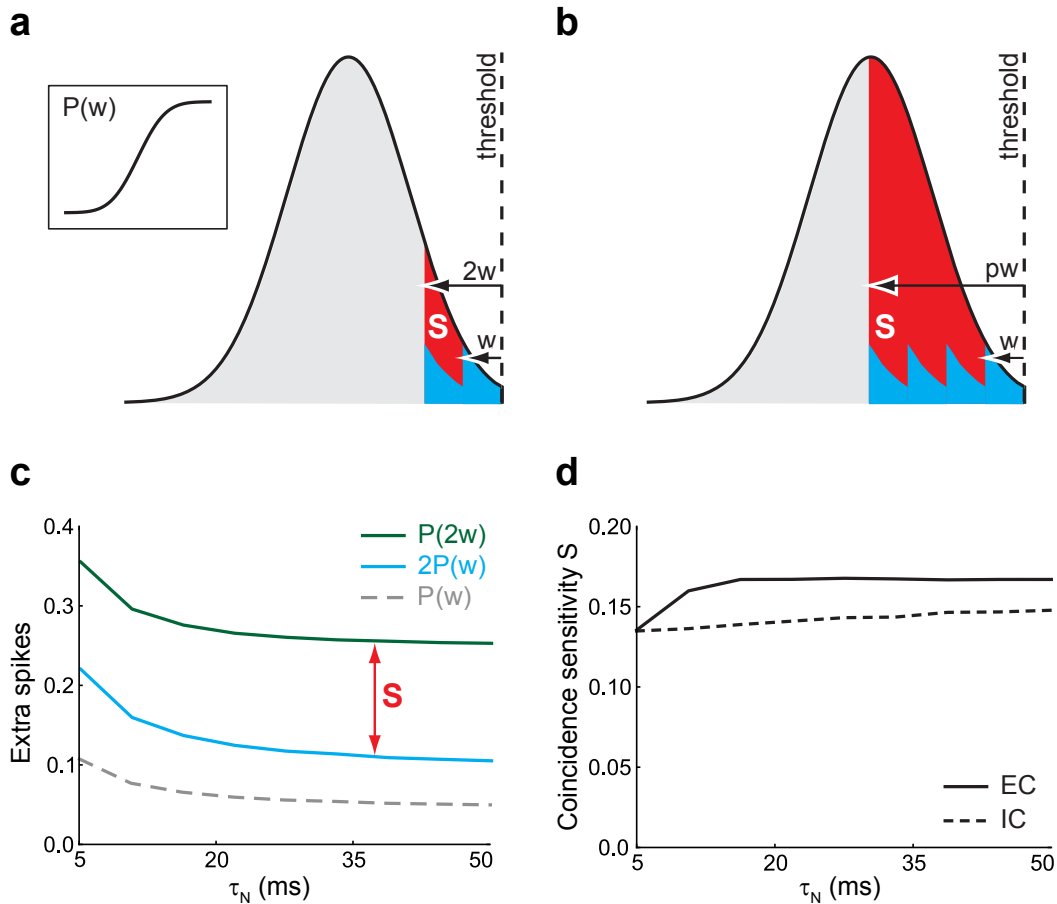 a
P(w)
threshold
2w
S
w
b
threshold
pw
S
w
c
Extra spikes
0.4
0.3
0.2
0.1
0.0
5
20
35
50
τN (ms)
P(2w)
2P(w)
P(w)
S
d
Coincidence sensitivity S
0.20
0.15
0.10
0.05
0.0
5
20
35
50
τN (ms)
EC
IC